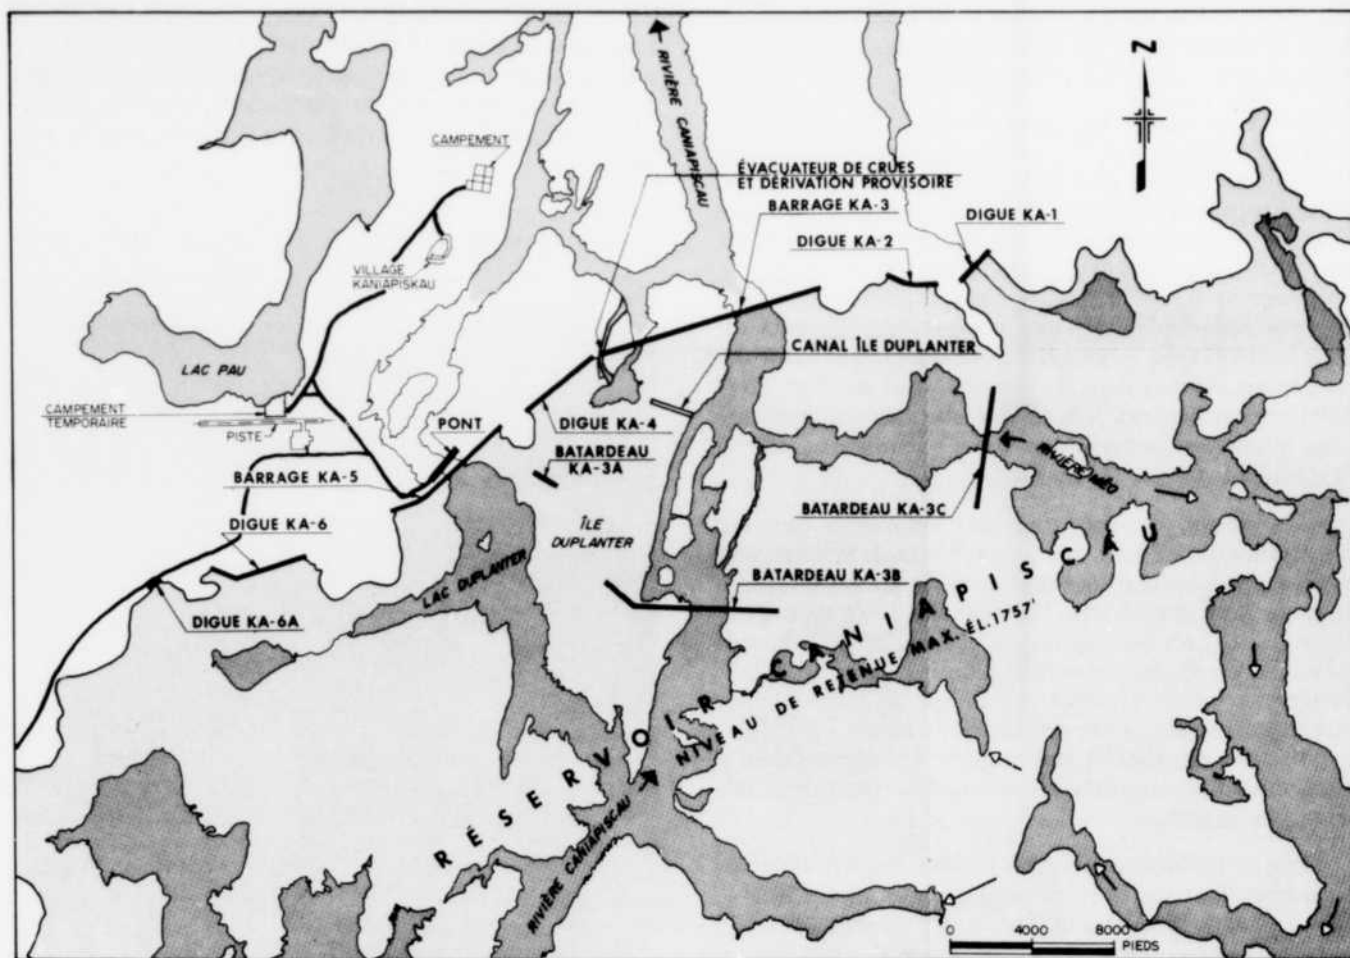 N
RIVIÈRE CANIAPISCAU
CAMPEMENT
ÉVACUATEUR DE CRUES
ET DÉRIVATION PROVISOIRE
BARRAGE KA-3
DIGUE KA-1
DIGUE KA-2
VILLAGE
KANIAPISKAU
LAC PAU
CANAL ÎLE DUPLANTER
CAMPEMENT
TEMPORAIRE
PISTE
PONT
DIGUE KA-4
BATARDEAU
KA-3A
BARRAGE KA-5
RIVIÈRE MÉO
BATARDEAU KA-3C
DIGUE KA-6
ÎLE
DUPLANTER
LAC DUPLANTER
BATARDEAU KA-3B
DIGUE KA-6A
RÉSERVOIR CANIAPISCAU
NIVEAU DE RETENUE MAX. ÉL. 1757'
RIVIÈRE CANIAPISCAU
0 4000 8000
PIEDS